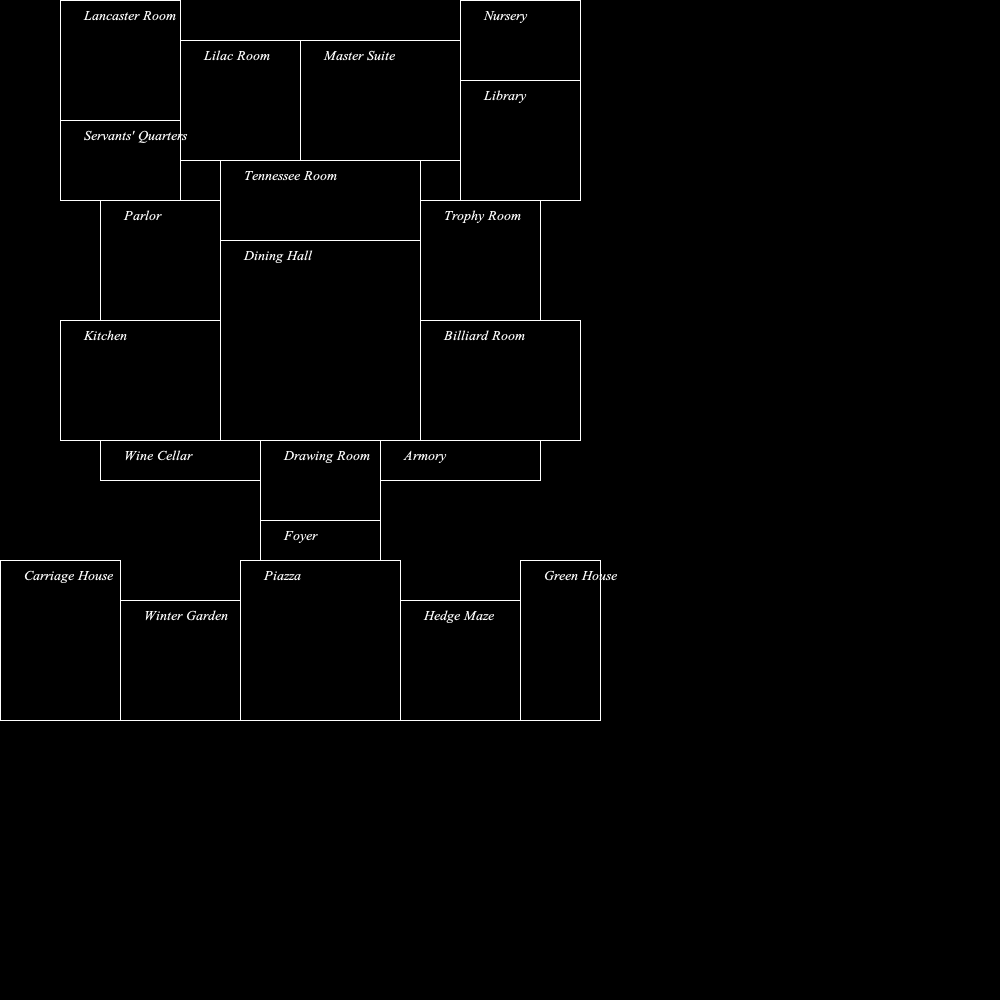 Lancaster Room
Nursery
Lilac Room
Master Suite
Library
Servants' Quarters
Tennessee Room
Parlor
Trophy Room
Dining Hall
Kitchen
Billiard Room
Wine Cellar
Drawing Room
Armory
Foyer
Carriage House
Piazza
Green House
Winter Garden
Hedge Maze